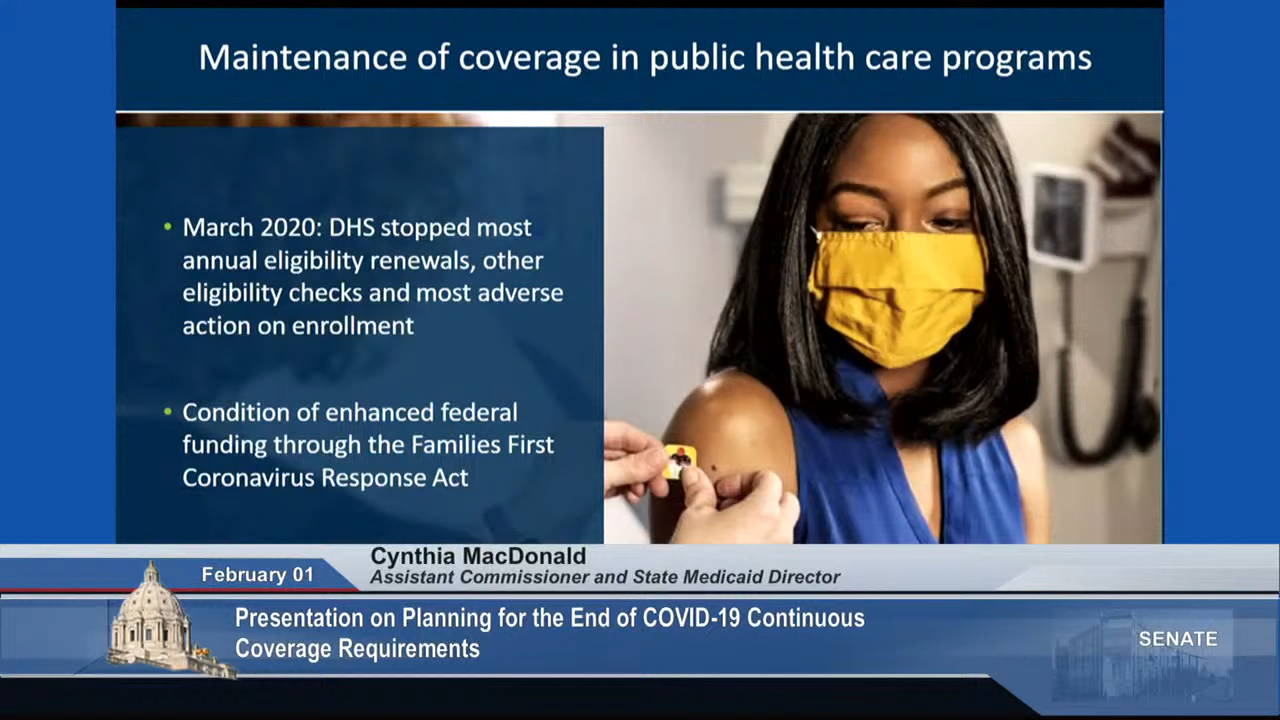 Maintenance of coverage in public health care programs
• March 2020: DHS stopped most
annual eligibility renewals, other
eligibility checks and most adverse
action on enrollment
• Condition of enhanced federal
funding through the Families First
Coronavirus Response Act
Cynthia MacDonald
February 01
Assistant Commissioner and State Medicaid Director
Presentation on Planning for the End of COVID-19 Continuous
Coverage Requirements
SENATE